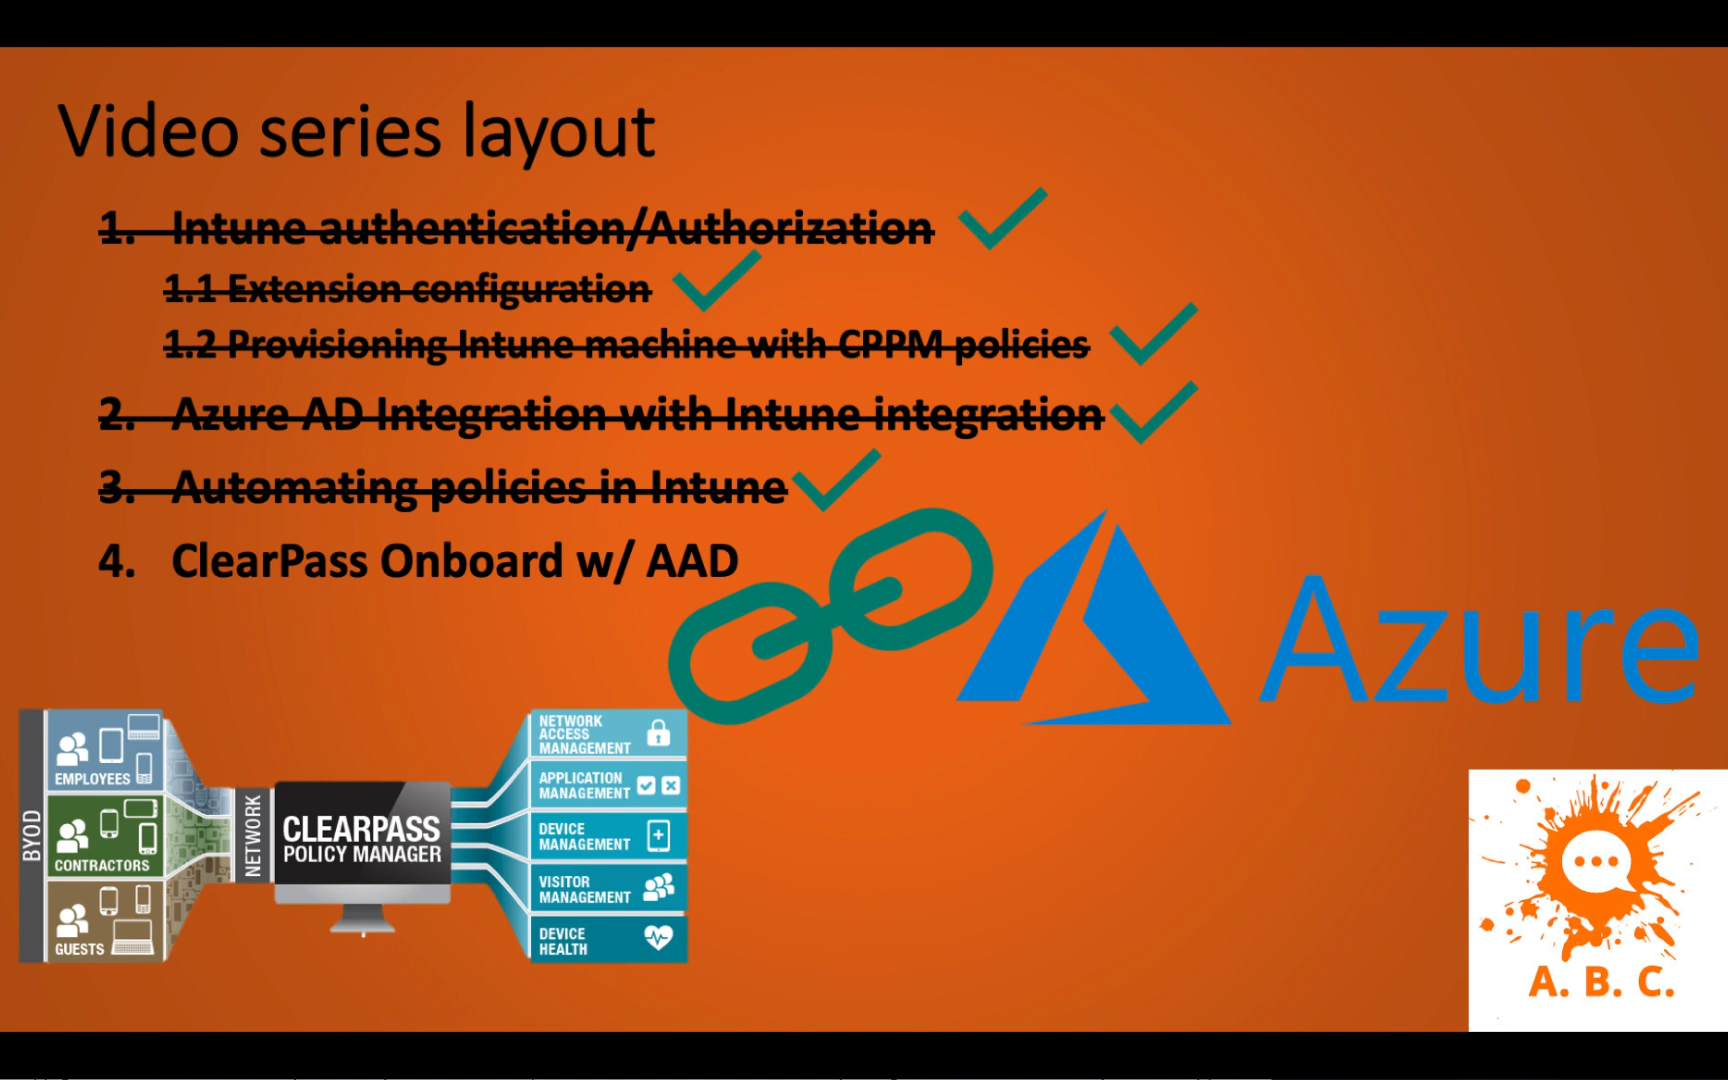 Video series layout
1. Intune authentication/Authorization
1.1 Extension configuration
1.2 Provisioning Intune machine with CPPM policies
2. Azure AD Integration with Intune integration
3. Automating policies in Intune
4. ClearPass Onboard w/ AAD
Azure
BYOD
EMPLOYEES
CONTRACTORS
GUESTS
NETWORK
CLEARPASS
POLICY MANAGER
NETWORK
ACCESS
MANAGEMENT
APPLICATION
MANAGEMENT
DEVICE
MANAGEMENT
VISITOR
MANAGEMENT
DEVICE
HEALTH
A. B. C.